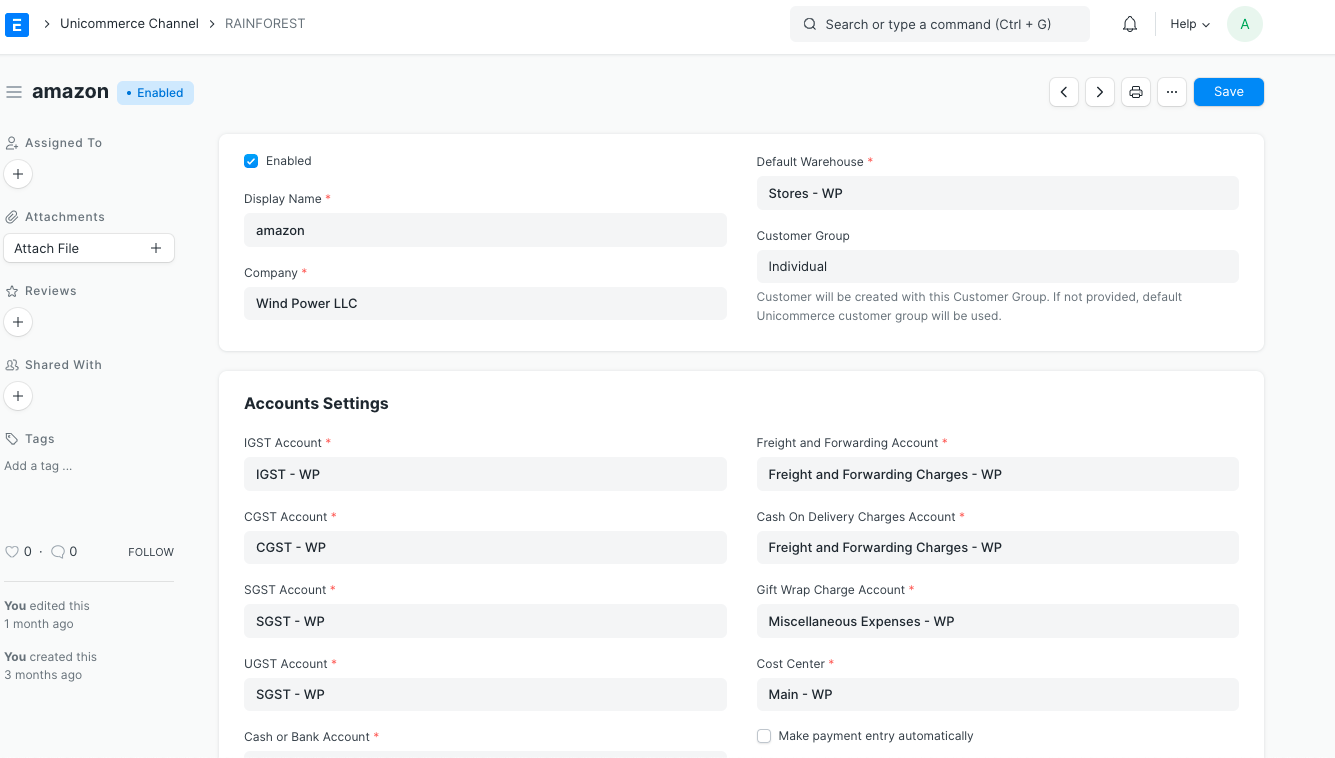 E
Unicommerce Channel
RAINFOREST
Search or type a command (Ctrl + G)
Help
A
amazon
Enabled
Save
Assigned To
Attachments
Attach File
Reviews
Shared With
Tags
Add a tag ...
0 · 0
FOLLOW
You edited this
1 month ago
You created this
3 months ago
Enabled
Display Name *
amazon
Company *
Wind Power LLC
Default Warehouse *
Stores - WP
Customer Group
Individual
Customer will be created with this Customer Group. If not provided, default
Unicommerce customer group will be used.
Accounts Settings
IGST Account *
IGST - WP
CGST Account *
CGST - WP
SGST Account *
SGST - WP
UGST Account *
SGST - WP
Cash or Bank Account *
Freight and Forwarding Account *
Freight and Forwarding Charges - WP
Cash On Delivery Charges Account *
Freight and Forwarding Charges - WP
Gift Wrap Charge Account *
Miscellaneous Expenses - WP
Cost Center *
Main - WP
Make payment entry automatically